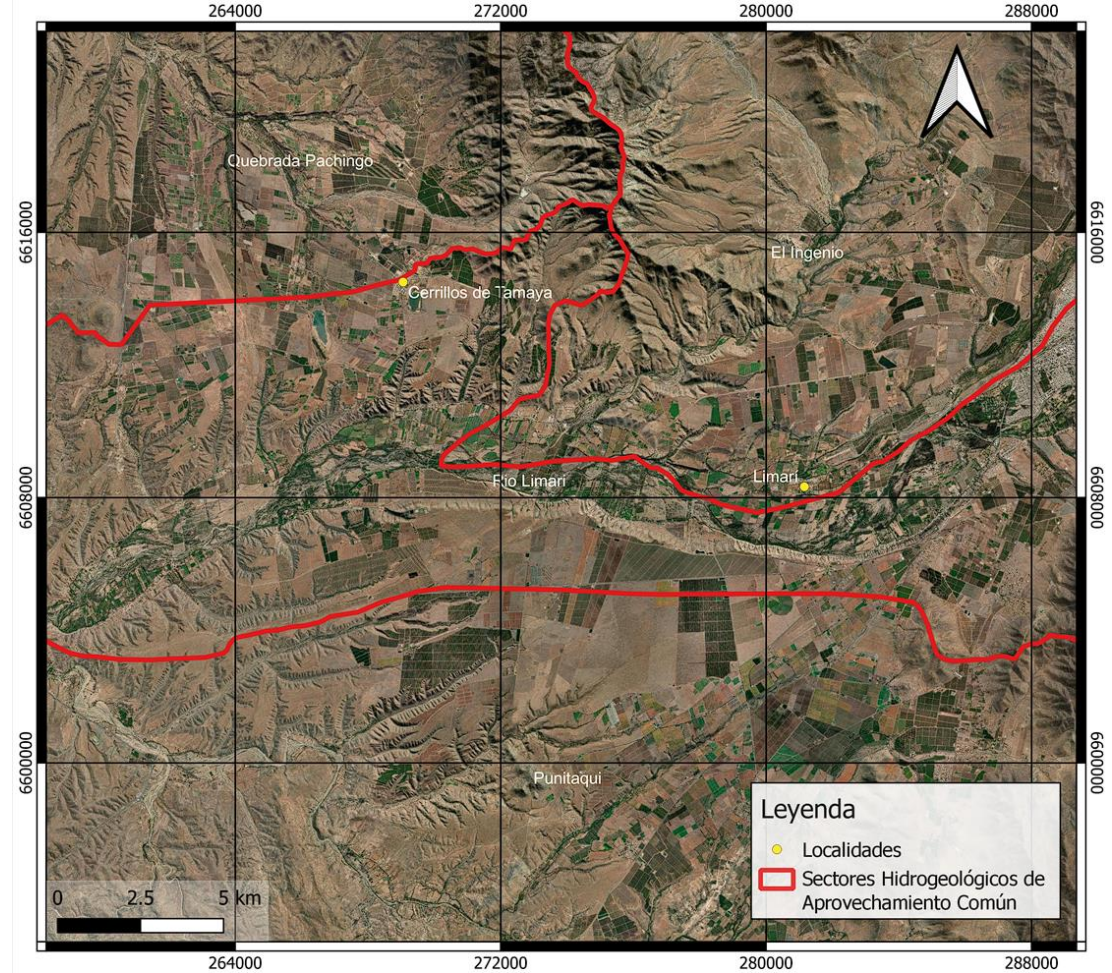 264000 272000 280000 288000
Quebrada Pachingo
6616000
6616000
El Ingenio
Cerrillos de Tamaya
Limarí
Río Limarí
6608000
6608000
6600000
6600000
Punitaqui
Leyenda
Localidades
Sectores Hidrogeológicos de
Aprovechamiento Común
0 2.5 5 km
264000 272000 280000 288000